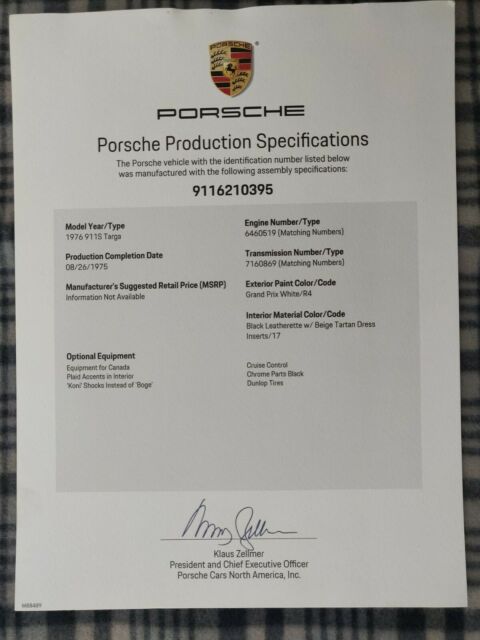 PORSCHE
PORSCHE
Porsche Production Specifications
The Porsche vehicle with the identification number listed below
was manufactured with the following assembly specifications:
9116210395
Model Year/Type
1976 911S Targa
Production Completion Date
08/26/1975
Manufacturer's Suggested Retail Price (MSRP)
Information Not Available
Engine Number/Type
6460519 (Matching Numbers)
Transmission Number/Type
7160869 (Matching Numbers)
Exterior Paint Color/Code
Grand Prix White/R4
Interior Material Color/Code
Black Leatherette w/ Beige Tartan Dress
Inserts/17
Optional Equipment
Equipment for Canada
Plaid Accents in Interior
'Koni' Shocks Instead of 'Boge'
Cruise Control
Chrome Parts Black
Dunlop Tires
Klaus Zellmer
President and Chief Executive Officer
Porsche Cars North America, Inc.